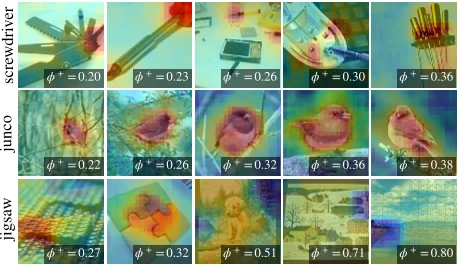 screwdriver
ϕ⁺ = 0.20
ϕ⁺ = 0.23
ϕ⁺ = 0.26
ϕ⁺ = 0.30
ϕ⁺ = 0.36
junco
ϕ⁺ = 0.22
ϕ⁺ = 0.26
ϕ⁺ = 0.32
ϕ⁺ = 0.36
ϕ⁺ = 0.38
jigsaw
ϕ⁺ = 0.27
ϕ⁺ = 0.32
ϕ⁺ = 0.51
ϕ⁺ = 0.71
ϕ⁺ = 0.80